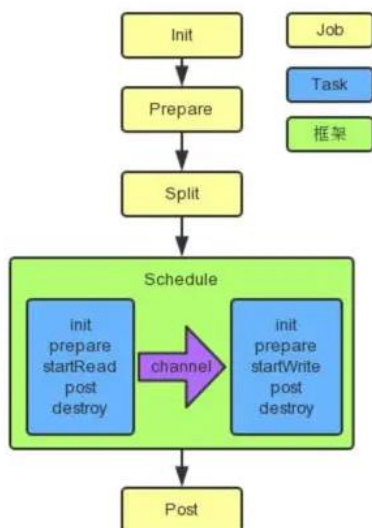 Init
Job
Prepare
Task
框架
Split
Schedule
init
prepare
startRead
post
destroy
channel
init
prepare
startWrite
post
destroy
Post